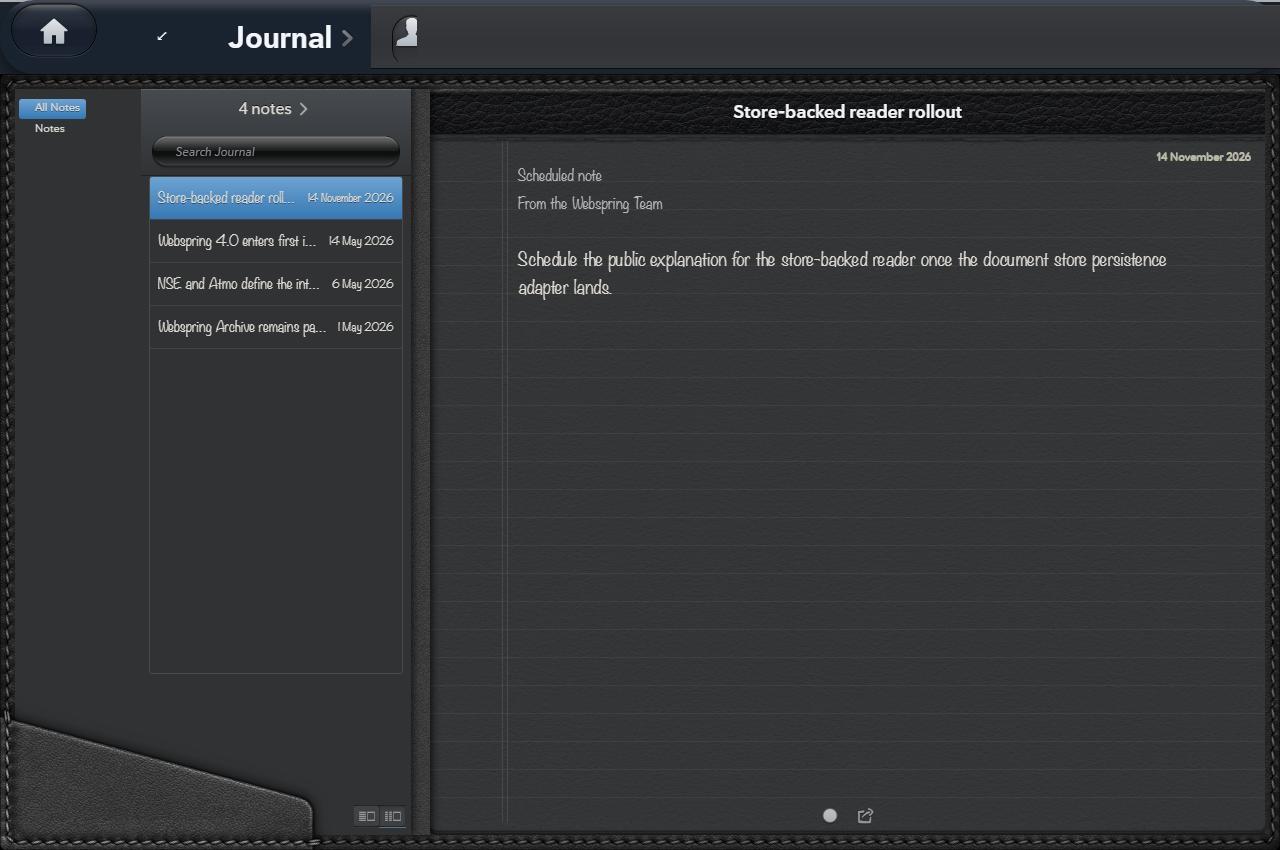 Journal
All Notes
Notes
4 notes
Search Journal
Store-backed reader roll... 14 November 2026
Webspring 4.0 enters first i... 14 May 2026
NSE and Atmo define the int... 6 May 2026
Webspring Archive remains pa... 1 May 2026
Store-backed reader rollout
14 November 2026
Scheduled note
From the Webspring Team
Schedule the public explanation for the store-backed reader once the document store persistence
adapter lands.